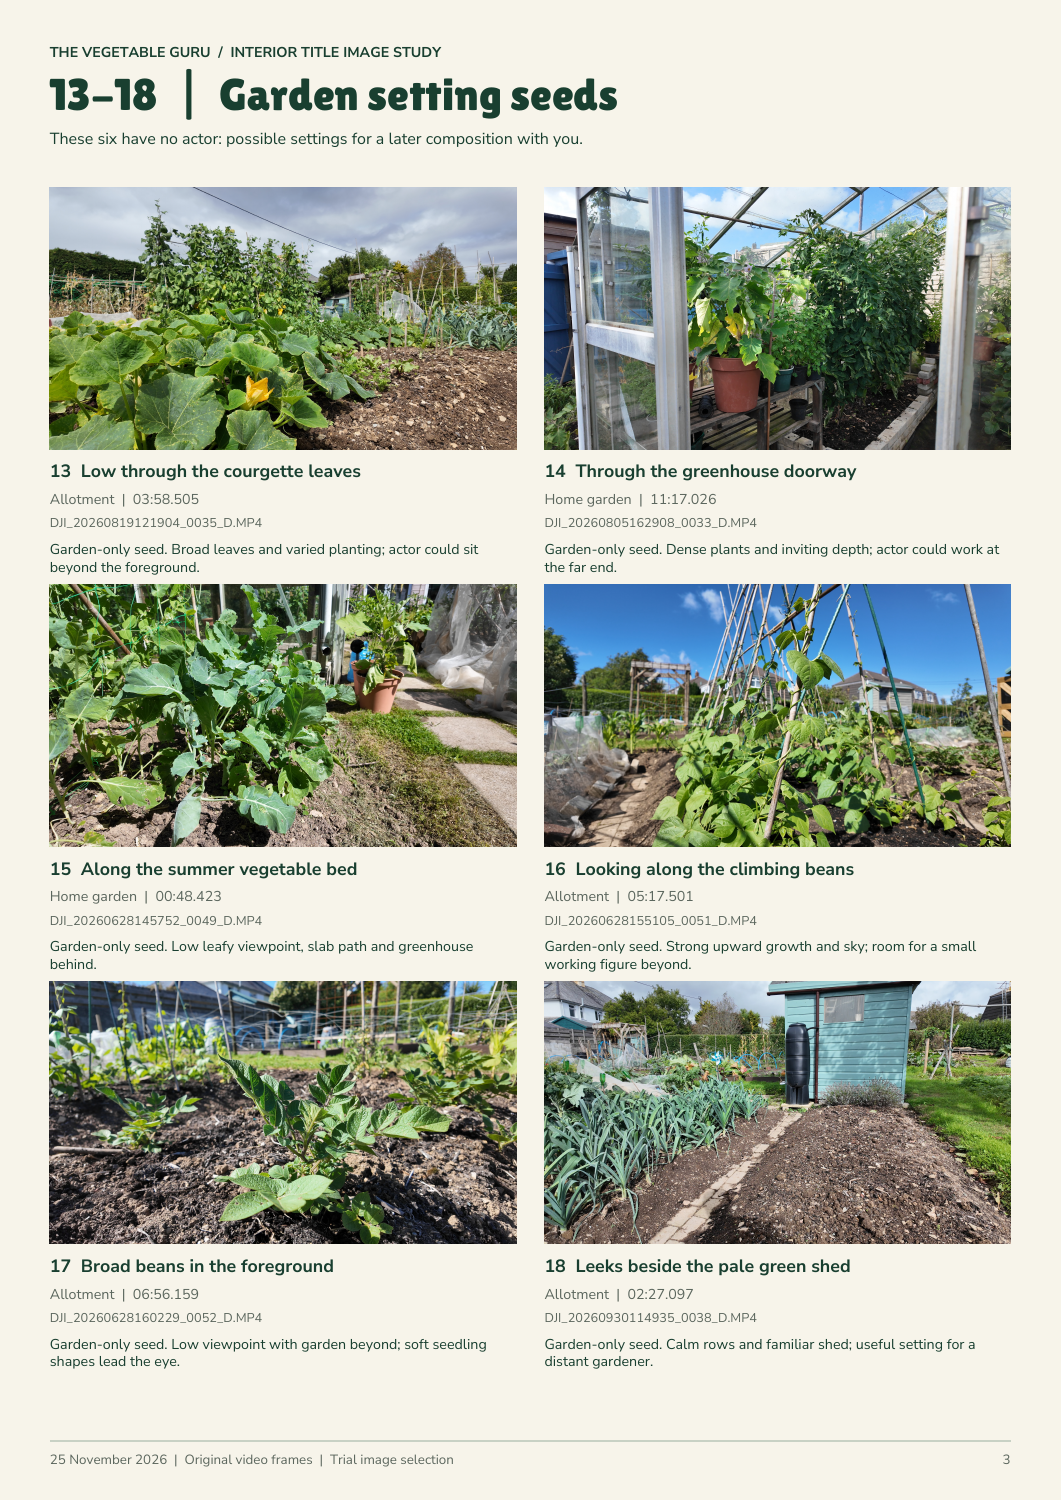 THE VEGETABLE GURU / INTERIOR TITLE IMAGE STUDY
13–18 | Garden setting seeds
These six have no actor: possible settings for a later composition with you.
13 Low through the courgette leaves
Allotment | 03:58.505
DJI_20260819121904_0035_D.MP4
Garden-only seed. Broad leaves and varied planting; actor could sit
beyond the foreground.
14 Through the greenhouse doorway
Home garden | 11:17.026
DJI_20260805162908_0033_D.MP4
Garden-only seed. Dense plants and inviting depth; actor could work at
the far end.
15 Along the summer vegetable bed
Home garden | 00:48.423
DJI_20260628145752_0049_D.MP4
Garden-only seed. Low leafy viewpoint, slab path and greenhouse
behind.
16 Looking along the climbing beans
Allotment | 05:17.501
DJI_20260628155105_0051_D.MP4
Garden-only seed. Strong upward growth and sky; room for a small
working figure beyond.
17 Broad beans in the foreground
Allotment | 06:56.159
DJI_20260628160229_0052_D.MP4
Garden-only seed. Low viewpoint with garden beyond; soft seedling
shapes lead the eye.
18 Leeks beside the pale green shed
Allotment | 02:27.097
DJI_20260930114935_0038_D.MP4
Garden-only seed. Calm rows and familiar shed; useful setting for a
distant gardener.
25 November 2026 | Original video frames | Trial image selection
3